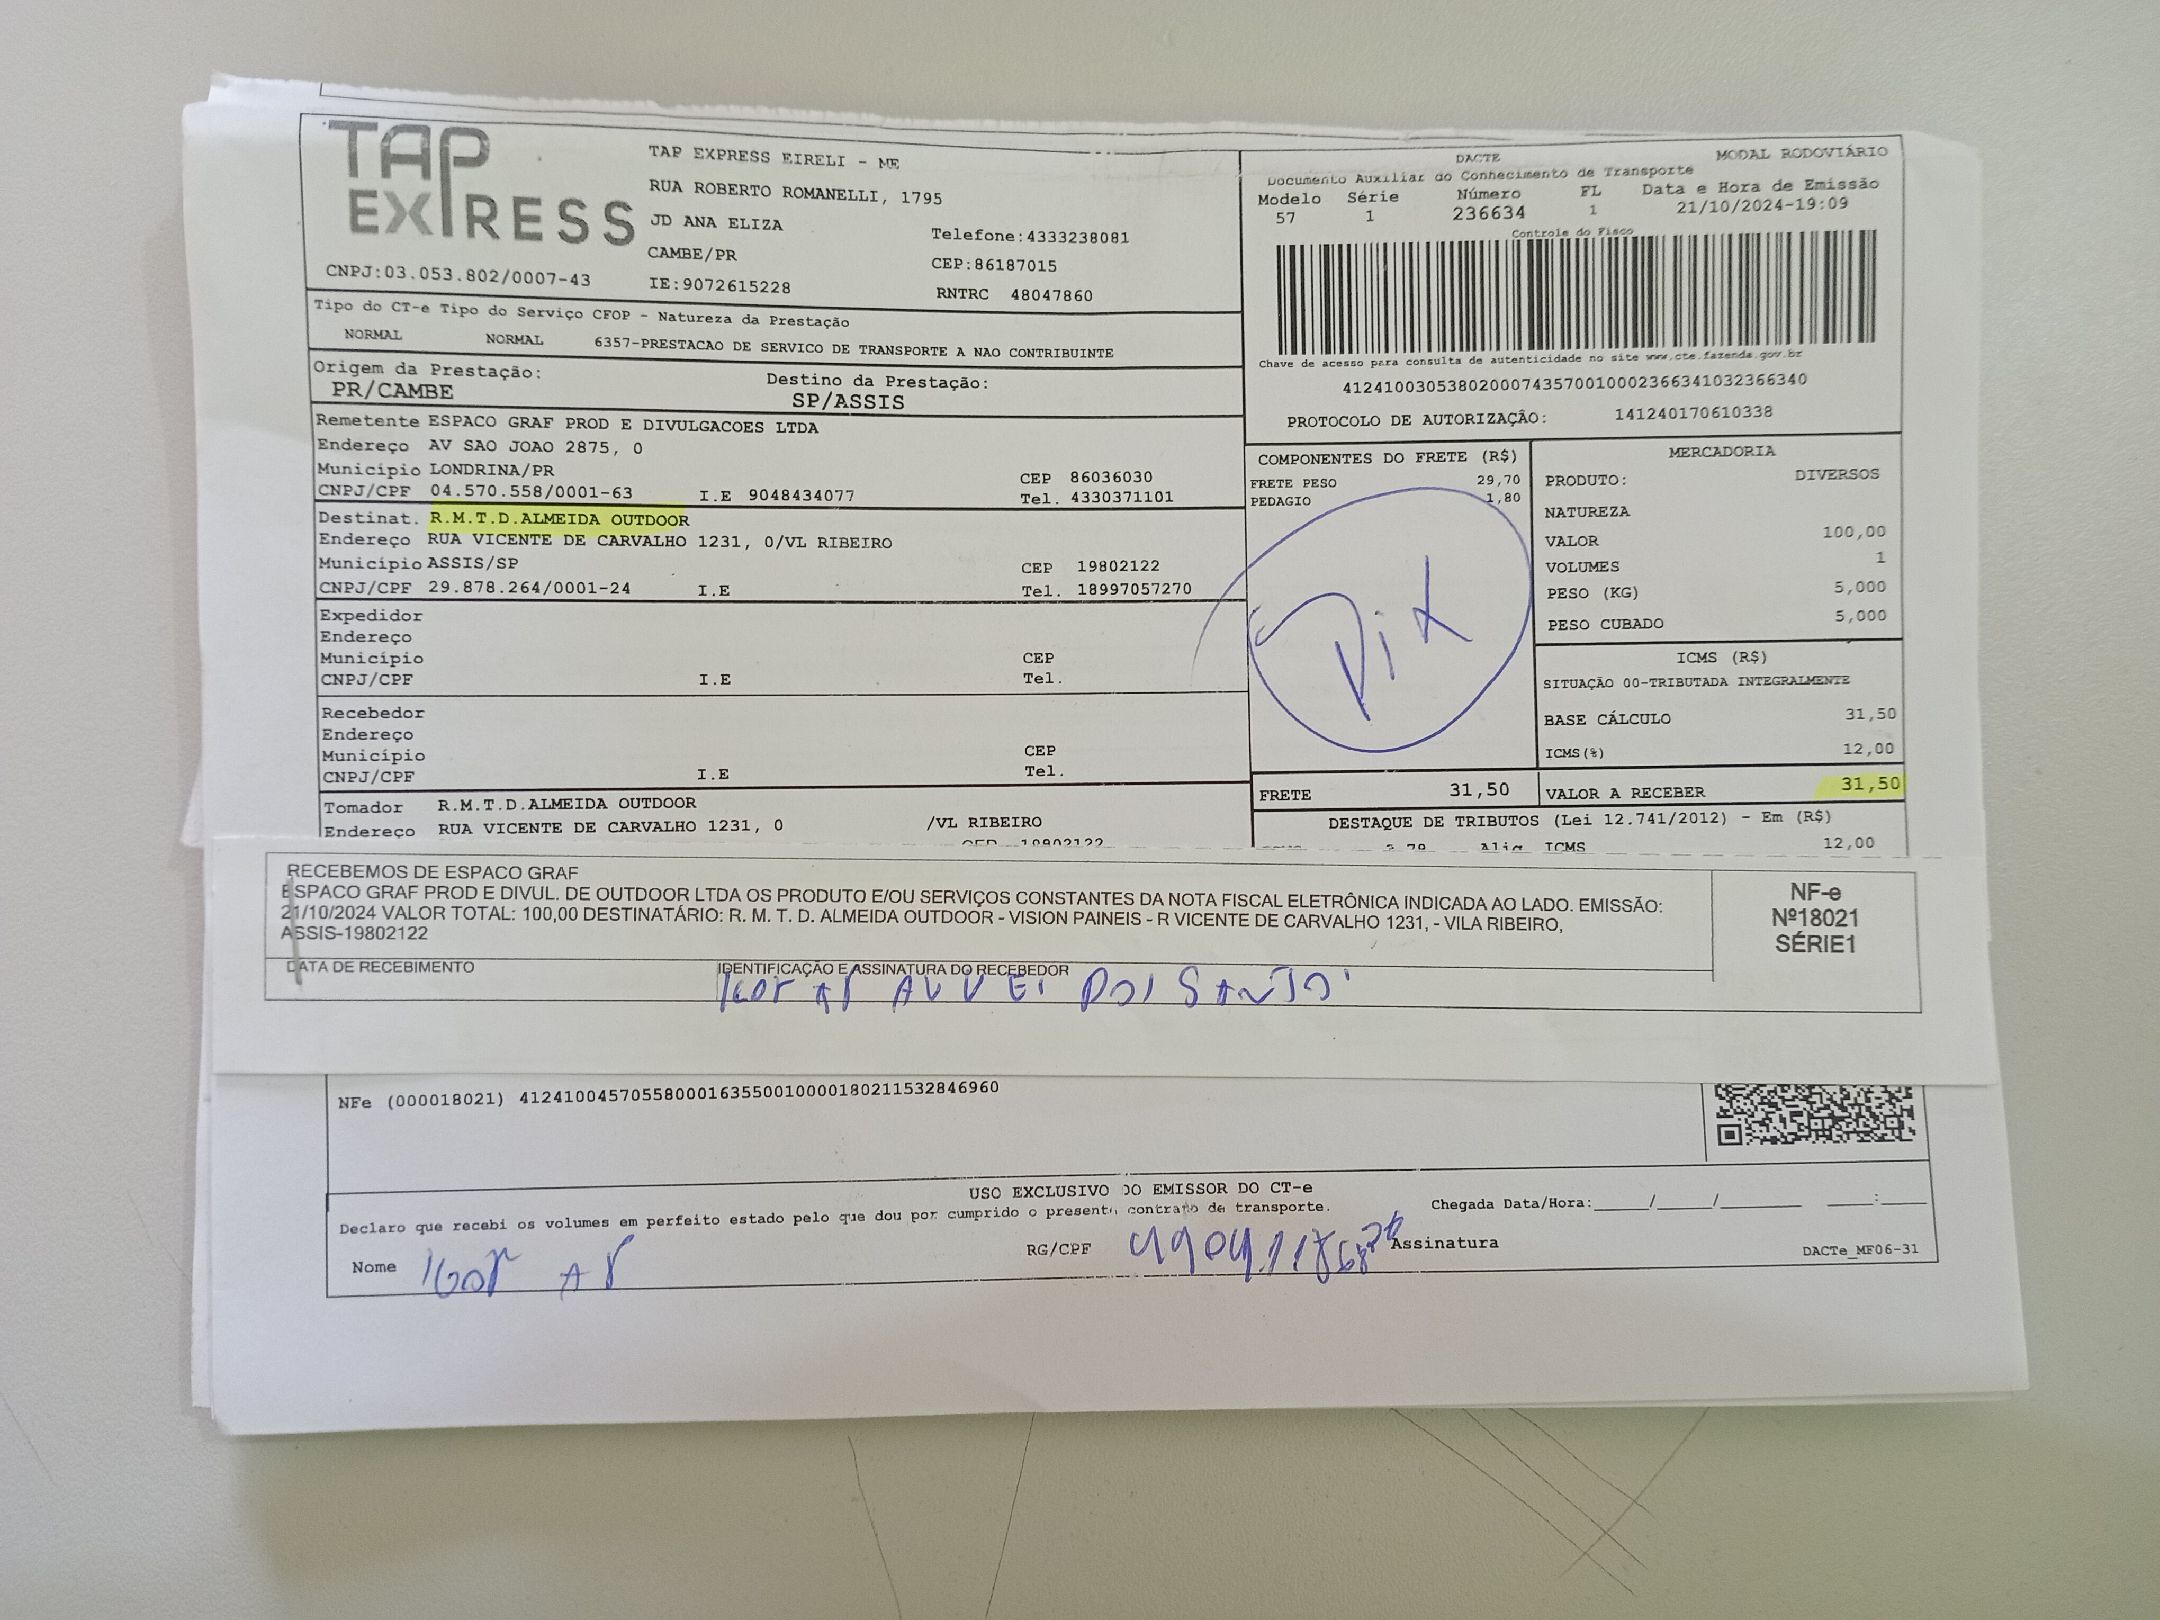 TAP EXPRESS
TAP EXPRESS EIRELI - ME
RUA ROBERTO ROMANELLI, 1795
JD ANA ELIZA
Telefone:4333238081
CAMBE/PR
CEP:86187015
CNPJ:03.053.802/0007-43
IE:9072615228
RNTRC 48047860
DACTE
MODAL RODOVIÁRIO
Documento Auxiliar do Conhecimento de Transporte
Modelo Série Número FL Data e Hora de Emissão
57 1 236634 1 21/10/2024-19:09
Controle do Fisco
Chave de acesso para consulta de autenticidade no site www.cte.fazenda.gov.br
41241003053802000743570010002366341032366340
PROTOCOLO DE AUTORIZAÇÃO: 141240170610338
Tipo do CT-e Tipo do Serviço CFOP - Natureza da Prestação
NORMAL NORMAL 6357-PRESTACAO DE SERVICO DE TRANSPORTE A NAO CONTRIBUINTE
Origem da Prestação: Destino da Prestação:
PR/CAMBE SP/ASSIS
Remetente ESPACO GRAF PROD E DIVULGACOES LTDA
Endereço AV SAO JOAO 2875, 0
Município LONDRINA/PR CEP 86036030
CNPJ/CPF 04.570.558/0001-63 I.E 9048434077 Tel. 4330371101
Destinat. R.M.T.D.ALMEIDA OUTDOOR
Endereço RUA VICENTE DE CARVALHO 1231, 0/VL RIBEIRO
Município ASSIS/SP CEP 19802122
CNPJ/CPF 29.878.264/0001-24 I.E Tel. 18997057270
Expedidor
Endereço
Município CEP
CNPJ/CPF I.E Tel.
Recebedor
Endereço
Município CEP
CNPJ/CPF I.E Tel.
Tomador R.M.T.D.ALMEIDA OUTDOOR
Endereço RUA VICENTE DE CARVALHO 1231, 0 /VL RIBEIRO
CEP 19802122
COMPONENTES DO FRETE (R$)
FRETE PESO 29,70
PEDAGIO 1,80
Pix
FRETE 31,50
MERCADORIA
PRODUTO: DIVERSOS
NATUREZA
VALOR 100,00
VOLUMES 1
PESO (KG) 5,000
PESO CUBADO 5,000
ICMS (R$)
SITUAÇÃO 00-TRIBUTADA INTEGRALMENTE
BASE CÁLCULO 31,50
ICMS(%) 12,00
VALOR A RECEBER 31,50
DESTAQUE DE TRIBUTOS (Lei 12.741/2012) - Em (R$)
ICMS 12,00
RECEBEMOS DE ESPACO GRAF
ESPACO GRAF PROD E DIVUL. DE OUTDOOR LTDA OS PRODUTO E/OU SERVIÇOS CONSTANTES DA NOTA FISCAL ELETRÔNICA INDICADA AO LADO. EMISSÃO:
21/10/2024 VALOR TOTAL: 100,00 DESTINATÁRIO: R. M. T. D. ALMEIDA OUTDOOR - VISION PAINEIS - R VICENTE DE CARVALHO 1231, - VILA RIBEIRO,
ASSIS-19802122
DATA DE RECEBIMENTO IDENTIFICAÇÃO E ASSINATURA DO RECEBEDOR
NF-e
Nº18021
SÉRIE1
NFe (000018021) 41241004570558000163550010000180211532846960
USO EXCLUSIVO DO EMISSOR DO CT-e
Declaro que recebi os volumes em perfeito estado pelo que dou por cumprido o presente contrato de transporte.
Chegada Data/Hora:_____/_____/_______ ____:____
Nome RG/CPF Assinatura
DACTe_MF06-31